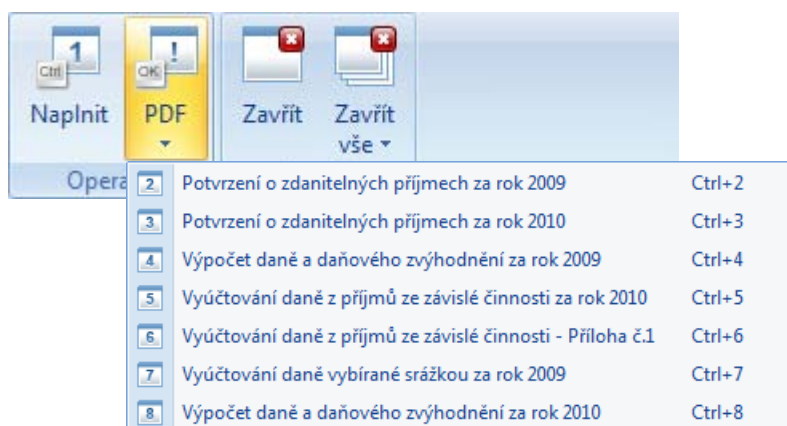 1
Ctrl
Naplnit
!
OK
PDF
Zavřít
Zavřít
vše
Opera
2 Potvrzení o zdanitelných příjmech za rok 2009 Ctrl+2
3 Potvrzení o zdanitelných příjmech za rok 2010 Ctrl+3
4 Výpočet daně a daňového zvýhodnění za rok 2009 Ctrl+4
5 Vyúčtování daně z příjmů ze závislé činnosti za rok 2010 Ctrl+5
6 Vyúčtování daně z příjmů ze závislé činnosti - Příloha č.1 Ctrl+6
7 Vyúčtování daně vybírané srážkou za rok 2009 Ctrl+7
8 Výpočet daně a daňového zvýhodnění za rok 2010 Ctrl+8